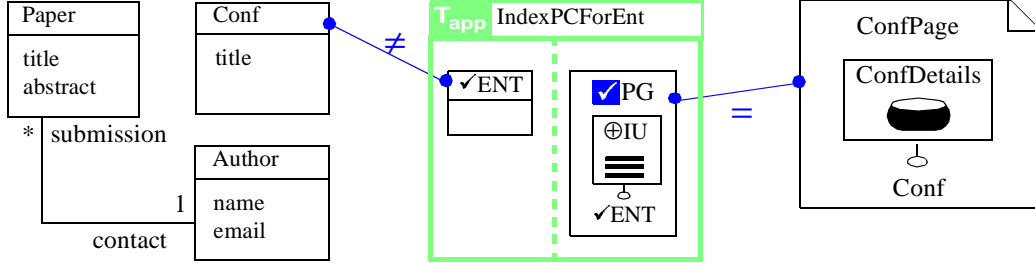 Paper
title
abstract
* submission
Conf
title
Author
name
email
1
contact
≠
Tapp IndexPCForEnt
✓ENT
✓PG
⊕IU
✓ENT
=
ConfPage
ConfDetails
Conf